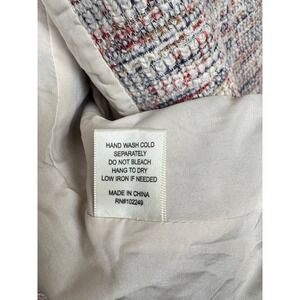 HAND WASH COLD
SEPARATELY
DO NOT BLEACH
HANG TO DRY
LOW IRON IF NEEDED
MADE IN CHINA
RN#102249